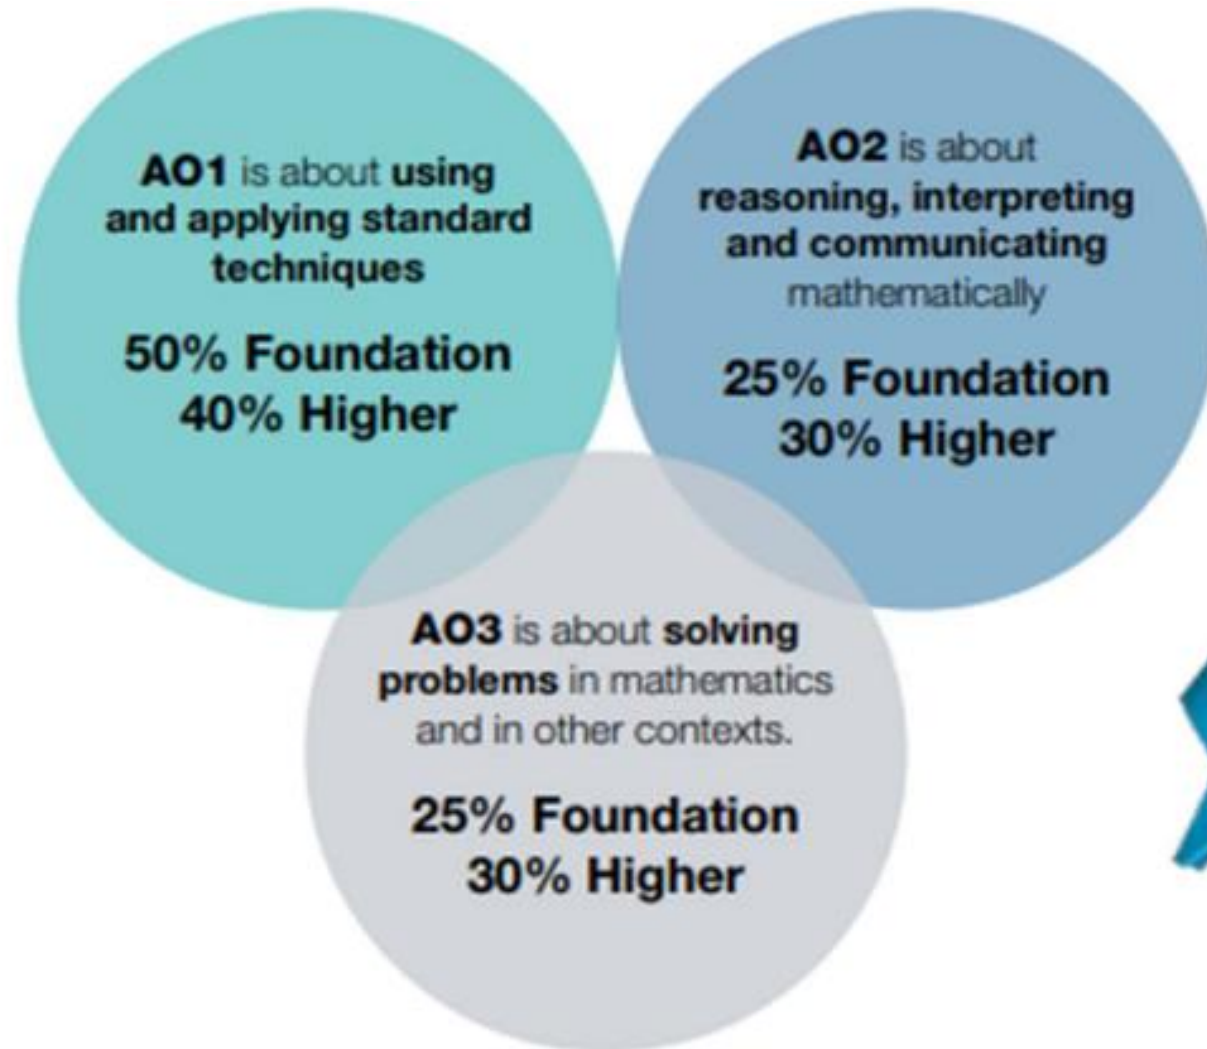 AO1 is about using
and applying standard
techniques
50% Foundation
40% Higher
AO2 is about
reasoning, interpreting
and communicating
mathematically
25% Foundation
30% Higher
AO3 is about solving
problems in mathematics
and in other contexts.
25% Foundation
30% Higher